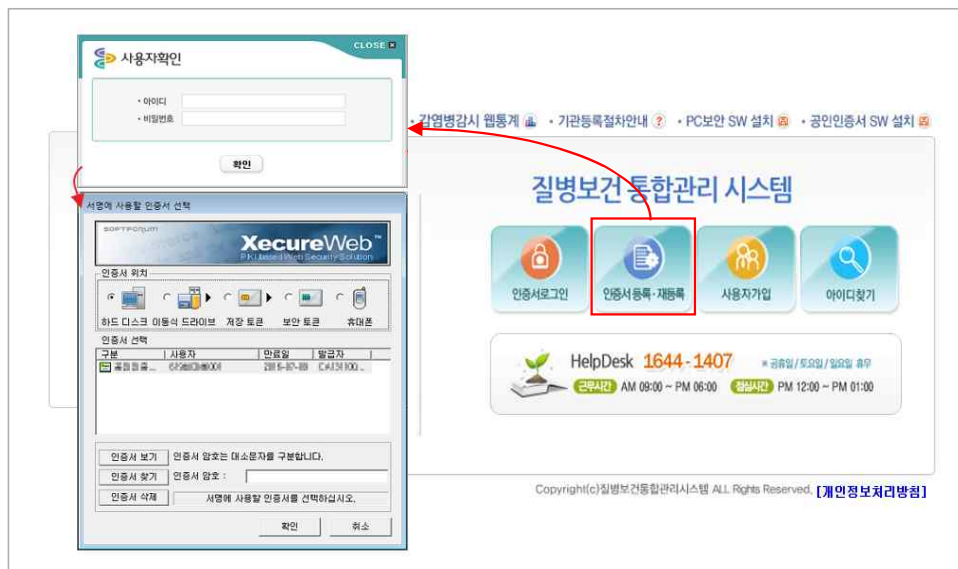 사용자확인
CLOSE
• 아이디
• 비밀번호
확인
• 감염병감시 웹통계 • 기관등록절차안내 ? • PC보안 SW 설치 • 공인인증서 SW 설치
질병보건 통합관리 시스템
인증서로그인 인증서등록·재등록 사용자가입 아이디찾기
HelpDesk 1644-1407 * 공휴일/토요일/일요일 휴무
근무시간 AM 09:00 ~ PM 06:00 점심시간 PM 12:00 ~ PM 01:00
Copyright(c)질병보건통합관리시스템 ALL Rights Reserved. [개인정보처리방침]
서명에 사용할 인증서 선택
SOFTFORUM
XecureWeb™
PKI based Web Security Solution
인증서 위치
하드 디스크 이동식 드라이브 저장 토큰 보안 토큰 휴대폰
인증서 선택
구분 사용자 만료일 발급자
인증서 보기 인증서 암호는 대소문자를 구분합니다.
인증서 찾기 인증서 암호 :
인증서 삭제 서명에 사용할 인증서를 선택하십시오.
확인 취소